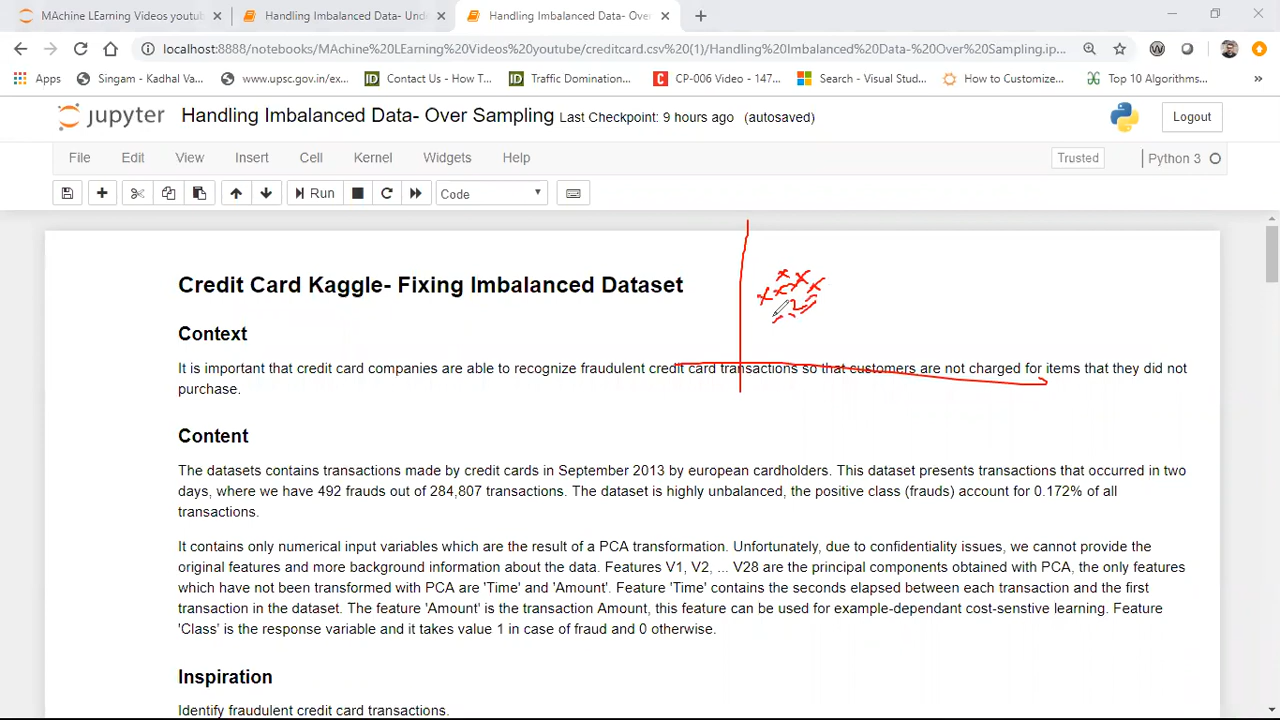 MAchine LEarning Videos youtub
Handling Imbalanced Data- Und
Handling Imbalanced Data- Ove
localhost:8888/notebooks/MAchine%20LEarning%20Videos%20youtube/creditcard.csv(1)/Handling%20Imbalanced%20Data-%20Over%20Sampling.ip...
Apps
Singam - Kadhal Va...
www.upsc.gov.in/ex...
Contact Us - How T...
Traffic Domination...
CP-006 Video - 147...
Search - Visual Stud...
How to Customize...
Top 10 Algorithms...
jupyter Handling Imbalanced Data- Over Sampling Last Checkpoint: 9 hours ago (autosaved)
Logout
File Edit View Insert Cell Kernel Widgets Help
Trusted Python 3
Run
Code
Credit Card Kaggle- Fixing Imbalanced Dataset
Context
It is important that credit card companies are able to recognize fraudulent credit card transactions so that customers are not charged for items that they did not
purchase.
Content
The datasets contains transactions made by credit cards in September 2013 by european cardholders. This dataset presents transactions that occurred in two
days, where we have 492 frauds out of 284,807 transactions. The dataset is highly unbalanced, the positive class (frauds) account for 0.172% of all
transactions.
It contains only numerical input variables which are the result of a PCA transformation. Unfortunately, due to confidentiality issues, we cannot provide the
original features and more background information about the data. Features V1, V2, ... V28 are the principal components obtained with PCA, the only features
which have not been transformed with PCA are 'Time' and 'Amount'. Feature 'Time' contains the seconds elapsed between each transaction and the first
transaction in the dataset. The feature 'Amount' is the transaction Amount, this feature can be used for example-dependant cost-senstive learning. Feature
'Class' is the response variable and it takes value 1 in case of fraud and 0 otherwise.
Inspiration
Identify fraudulent credit card transactions.